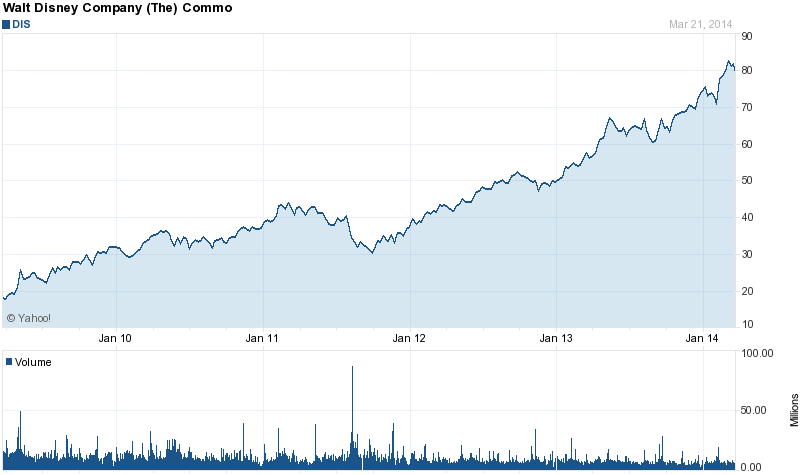 Walt Disney Company (The) Commo
DIS
Mar 21, 2014
90
80
70
60
50
40
30
20
10
© Yahoo!
Jan 10 Jan 11 Jan 12 Jan 13 Jan 14
Volume
100.00
50.00
0.00
Millions